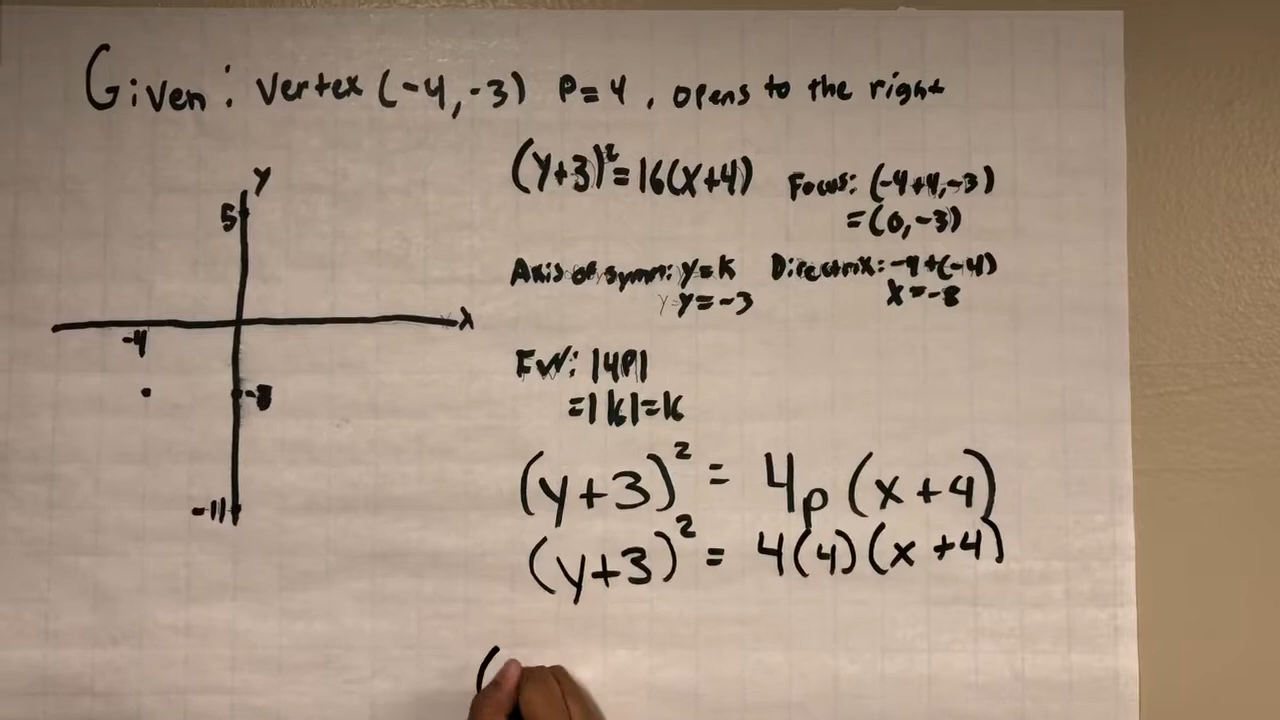 Given: Vertex (-4,-3) P=4, opens to the right
(y+3)²=16(x+4)
Focus: (-4+4,-3)
=(0,-3)
Axis of symm: y=k
y=-3
Directrix: -4+(-4)
x=-8
FW: |4P|
=|16|=16
y
5
x
-4
-11
(y+3)² = 4p(x+4)
(y+3)² = 4(4)(x+4)
(